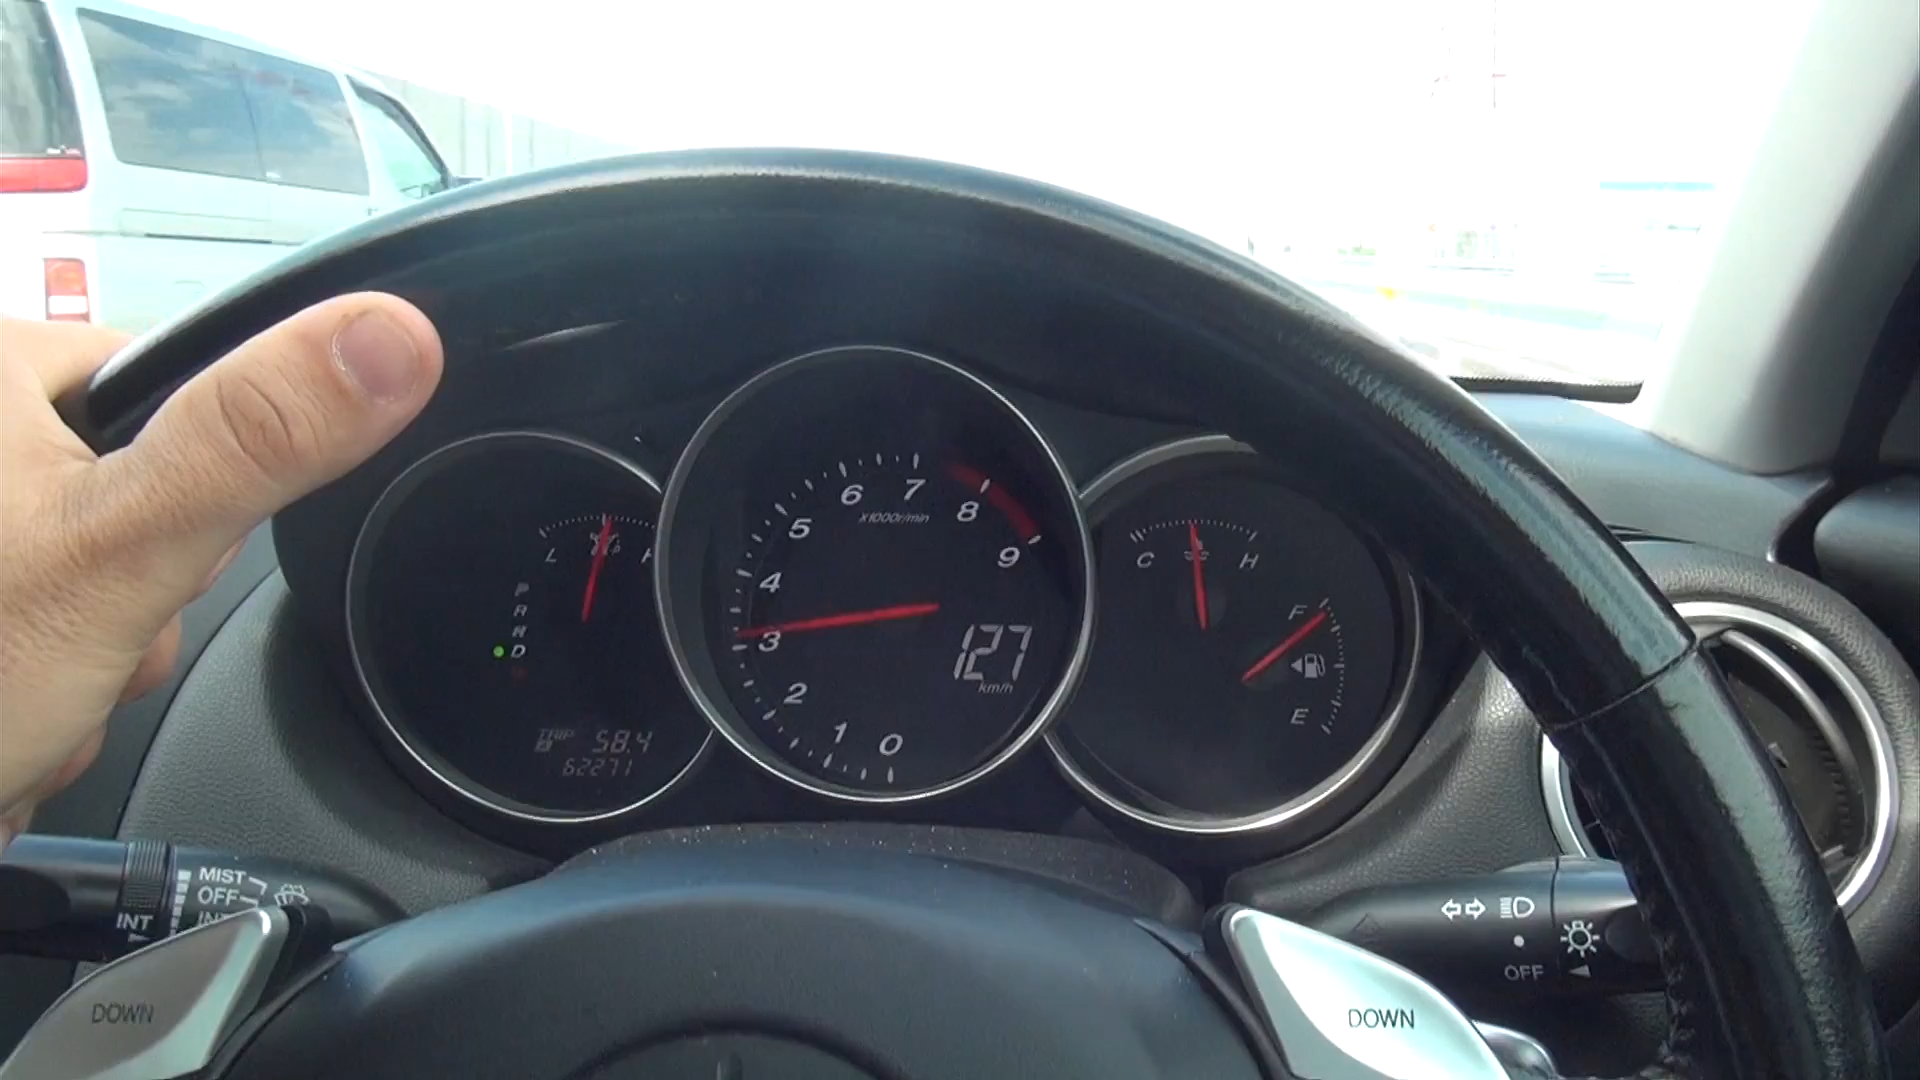 L
P
R
N
D
TRIP 58.4
62271
0
1
2
3
4
5
6
7
8
9
x1000r/min
127
km/h
C H
F
E
MIST
OFF
INT
INT
DOWN
OFF
DOWN